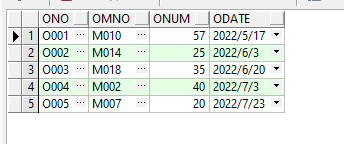 ONO OMNO ONUM ODATE
1 O001 ... M010 ... 57 2022/5/17
2 O002 ... M014 ... 25 2022/6/3
3 O003 ... M018 ... 35 2022/6/20
4 O004 ... M002 ... 40 2022/7/3
5 O005 ... M007 ... 20 2022/7/23